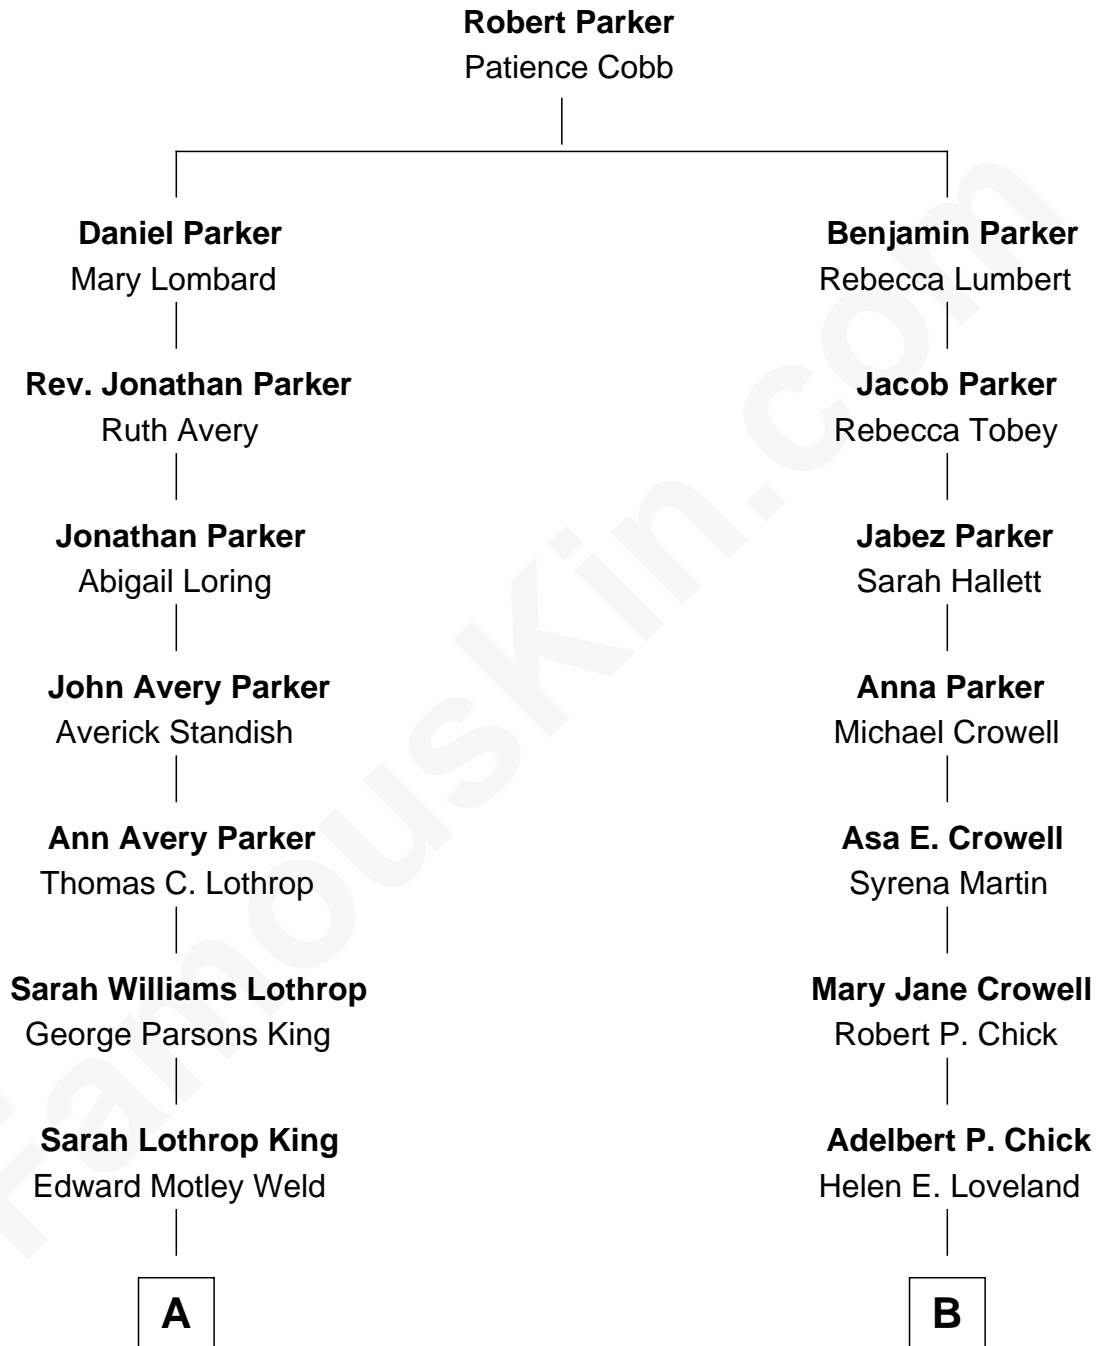 Robert Parker
Patience Cobb
Daniel Parker
Mary Lombard
Benjamin Parker
Rebecca Lumbert
Rev. Jonathan Parker
Ruth Avery
Jacob Parker
Rebecca Tobey
Jonathan Parker
Abigail Loring
Jabez Parker
Sarah Hallett
John Avery Parker
Averick Standish
Anna Parker
Michael Crowell
Ann Avery Parker
Thomas C. Lothrop
Asa E. Crowell
Syrena Martin
Sarah Williams Lothrop
George Parsons King
Mary Jane Crowell
Robert P. Chick
Sarah Lothrop King
Edward Motley Weld
Adelbert P. Chick
Helen E. Loveland
A
B
FamousKin.com